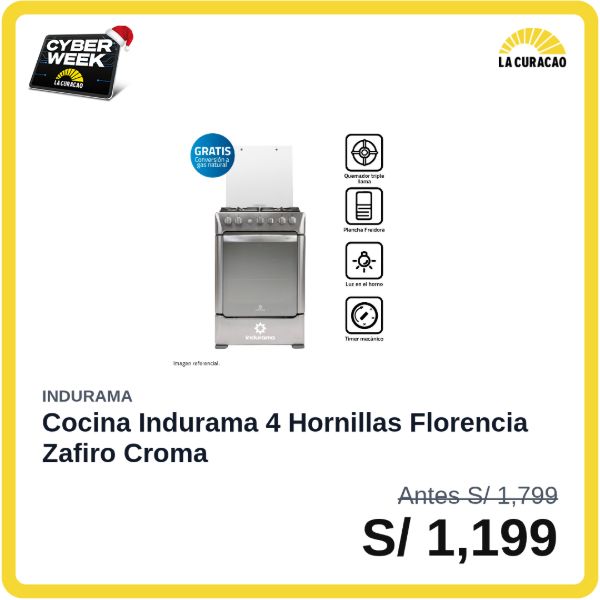 CYBER
WEEK
LA CURACAO
LA CURACAO
GRATIS
Conversión a
gas natural
Quemador triple
llama
Plancha Freidora
Luz en el horno
Timer mecánico
indurama
Imagen referencial.
INDURAMA
Cocina Indurama 4 Hornillas Florencia
Zafiro Croma
Antes S/ 1,799
S/ 1,199